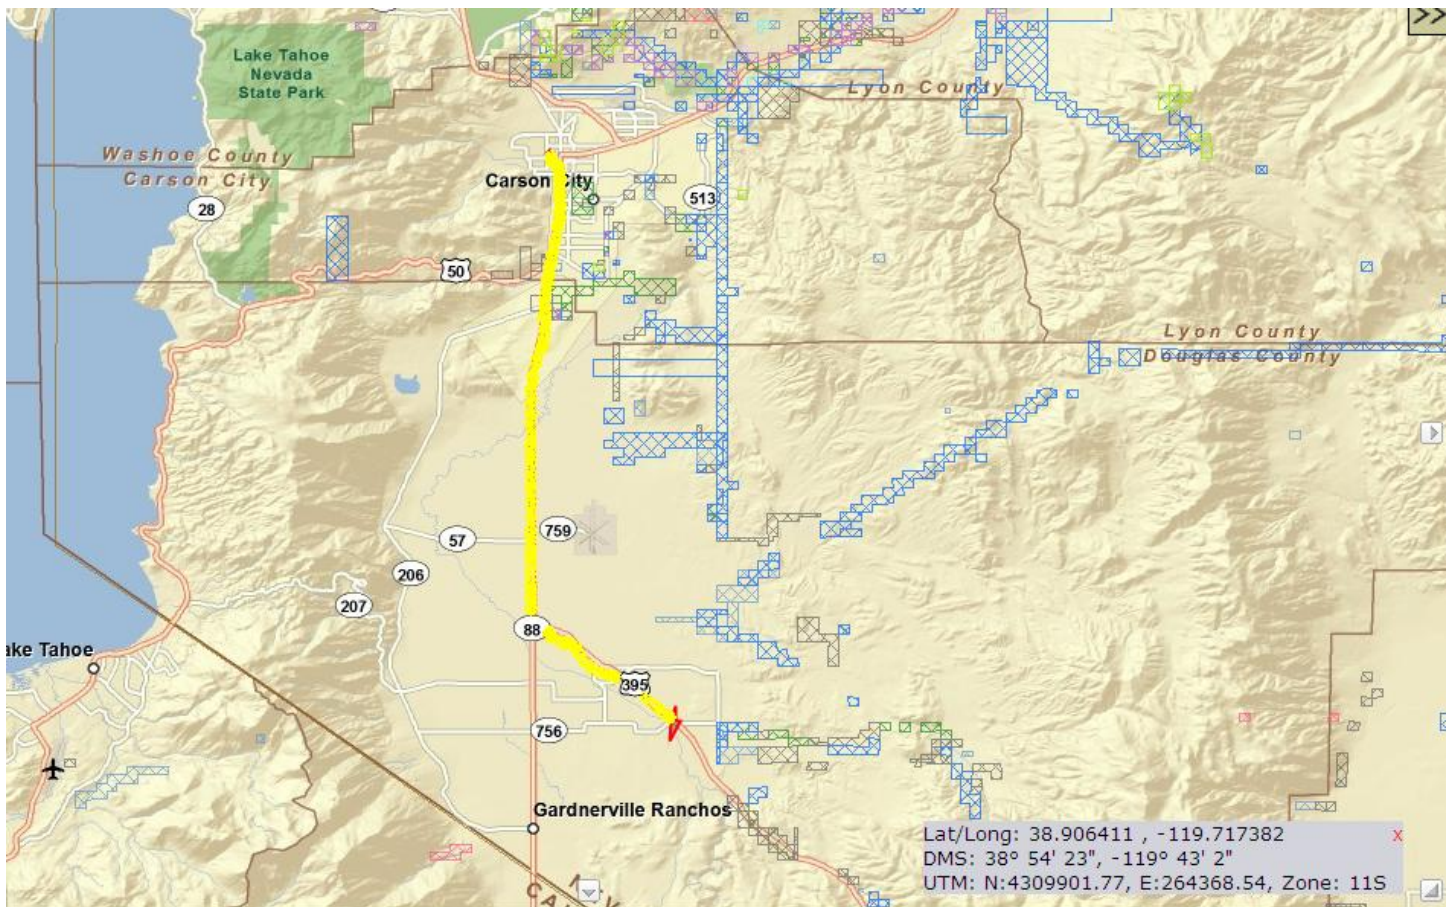 >>
Lake Tahoe
Nevada
State Park
Lyon County
Washoe County
Carson City
Carson City
28
513
50
Lyon County
Douglas County
57
759
206
207
88
ake Tahoe
395
756
Gardnerville Ranchos
Lat/Long: 38.906411 , -119.717382
x
DMS: 38° 54' 23", -119° 43' 2"
UTM: N:4309901.77, E:264368.54, Zone: 11S